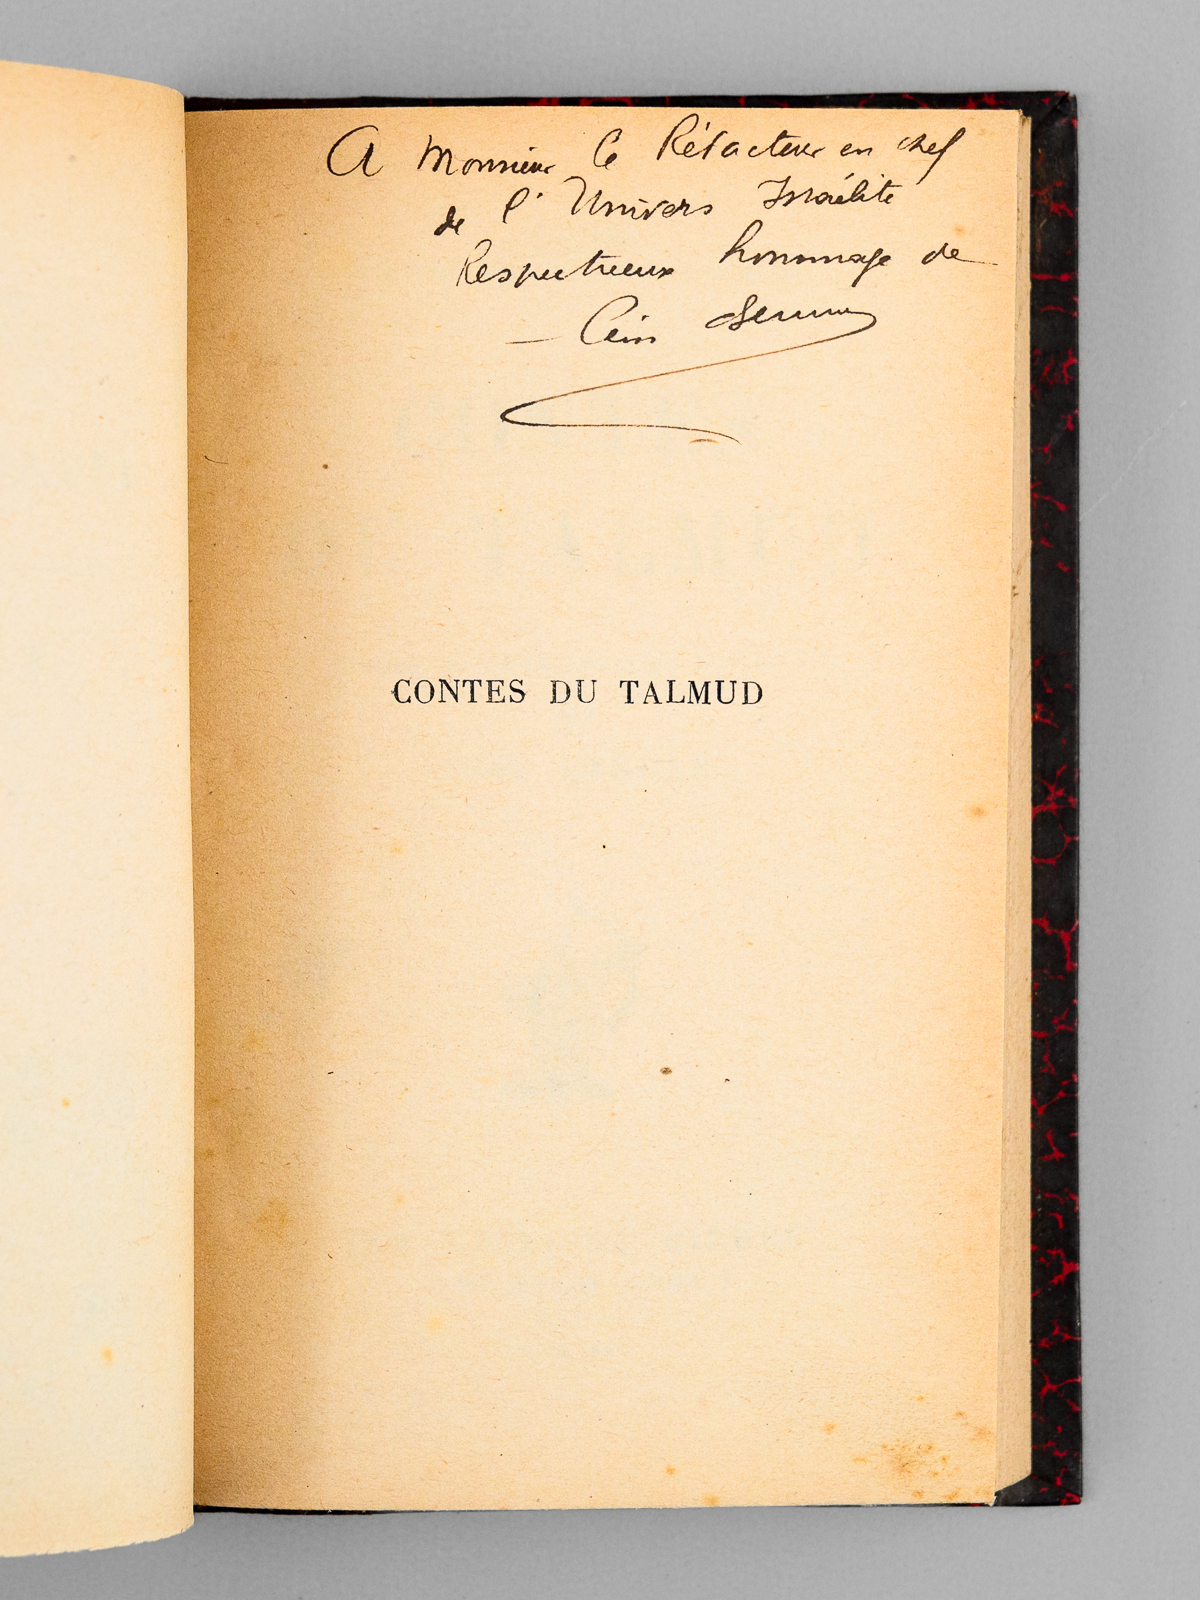 A Monsieur le Rédacteur en chef
de l'Univers Israélite
Respectueux hommage de
CONTES DU TALMUD